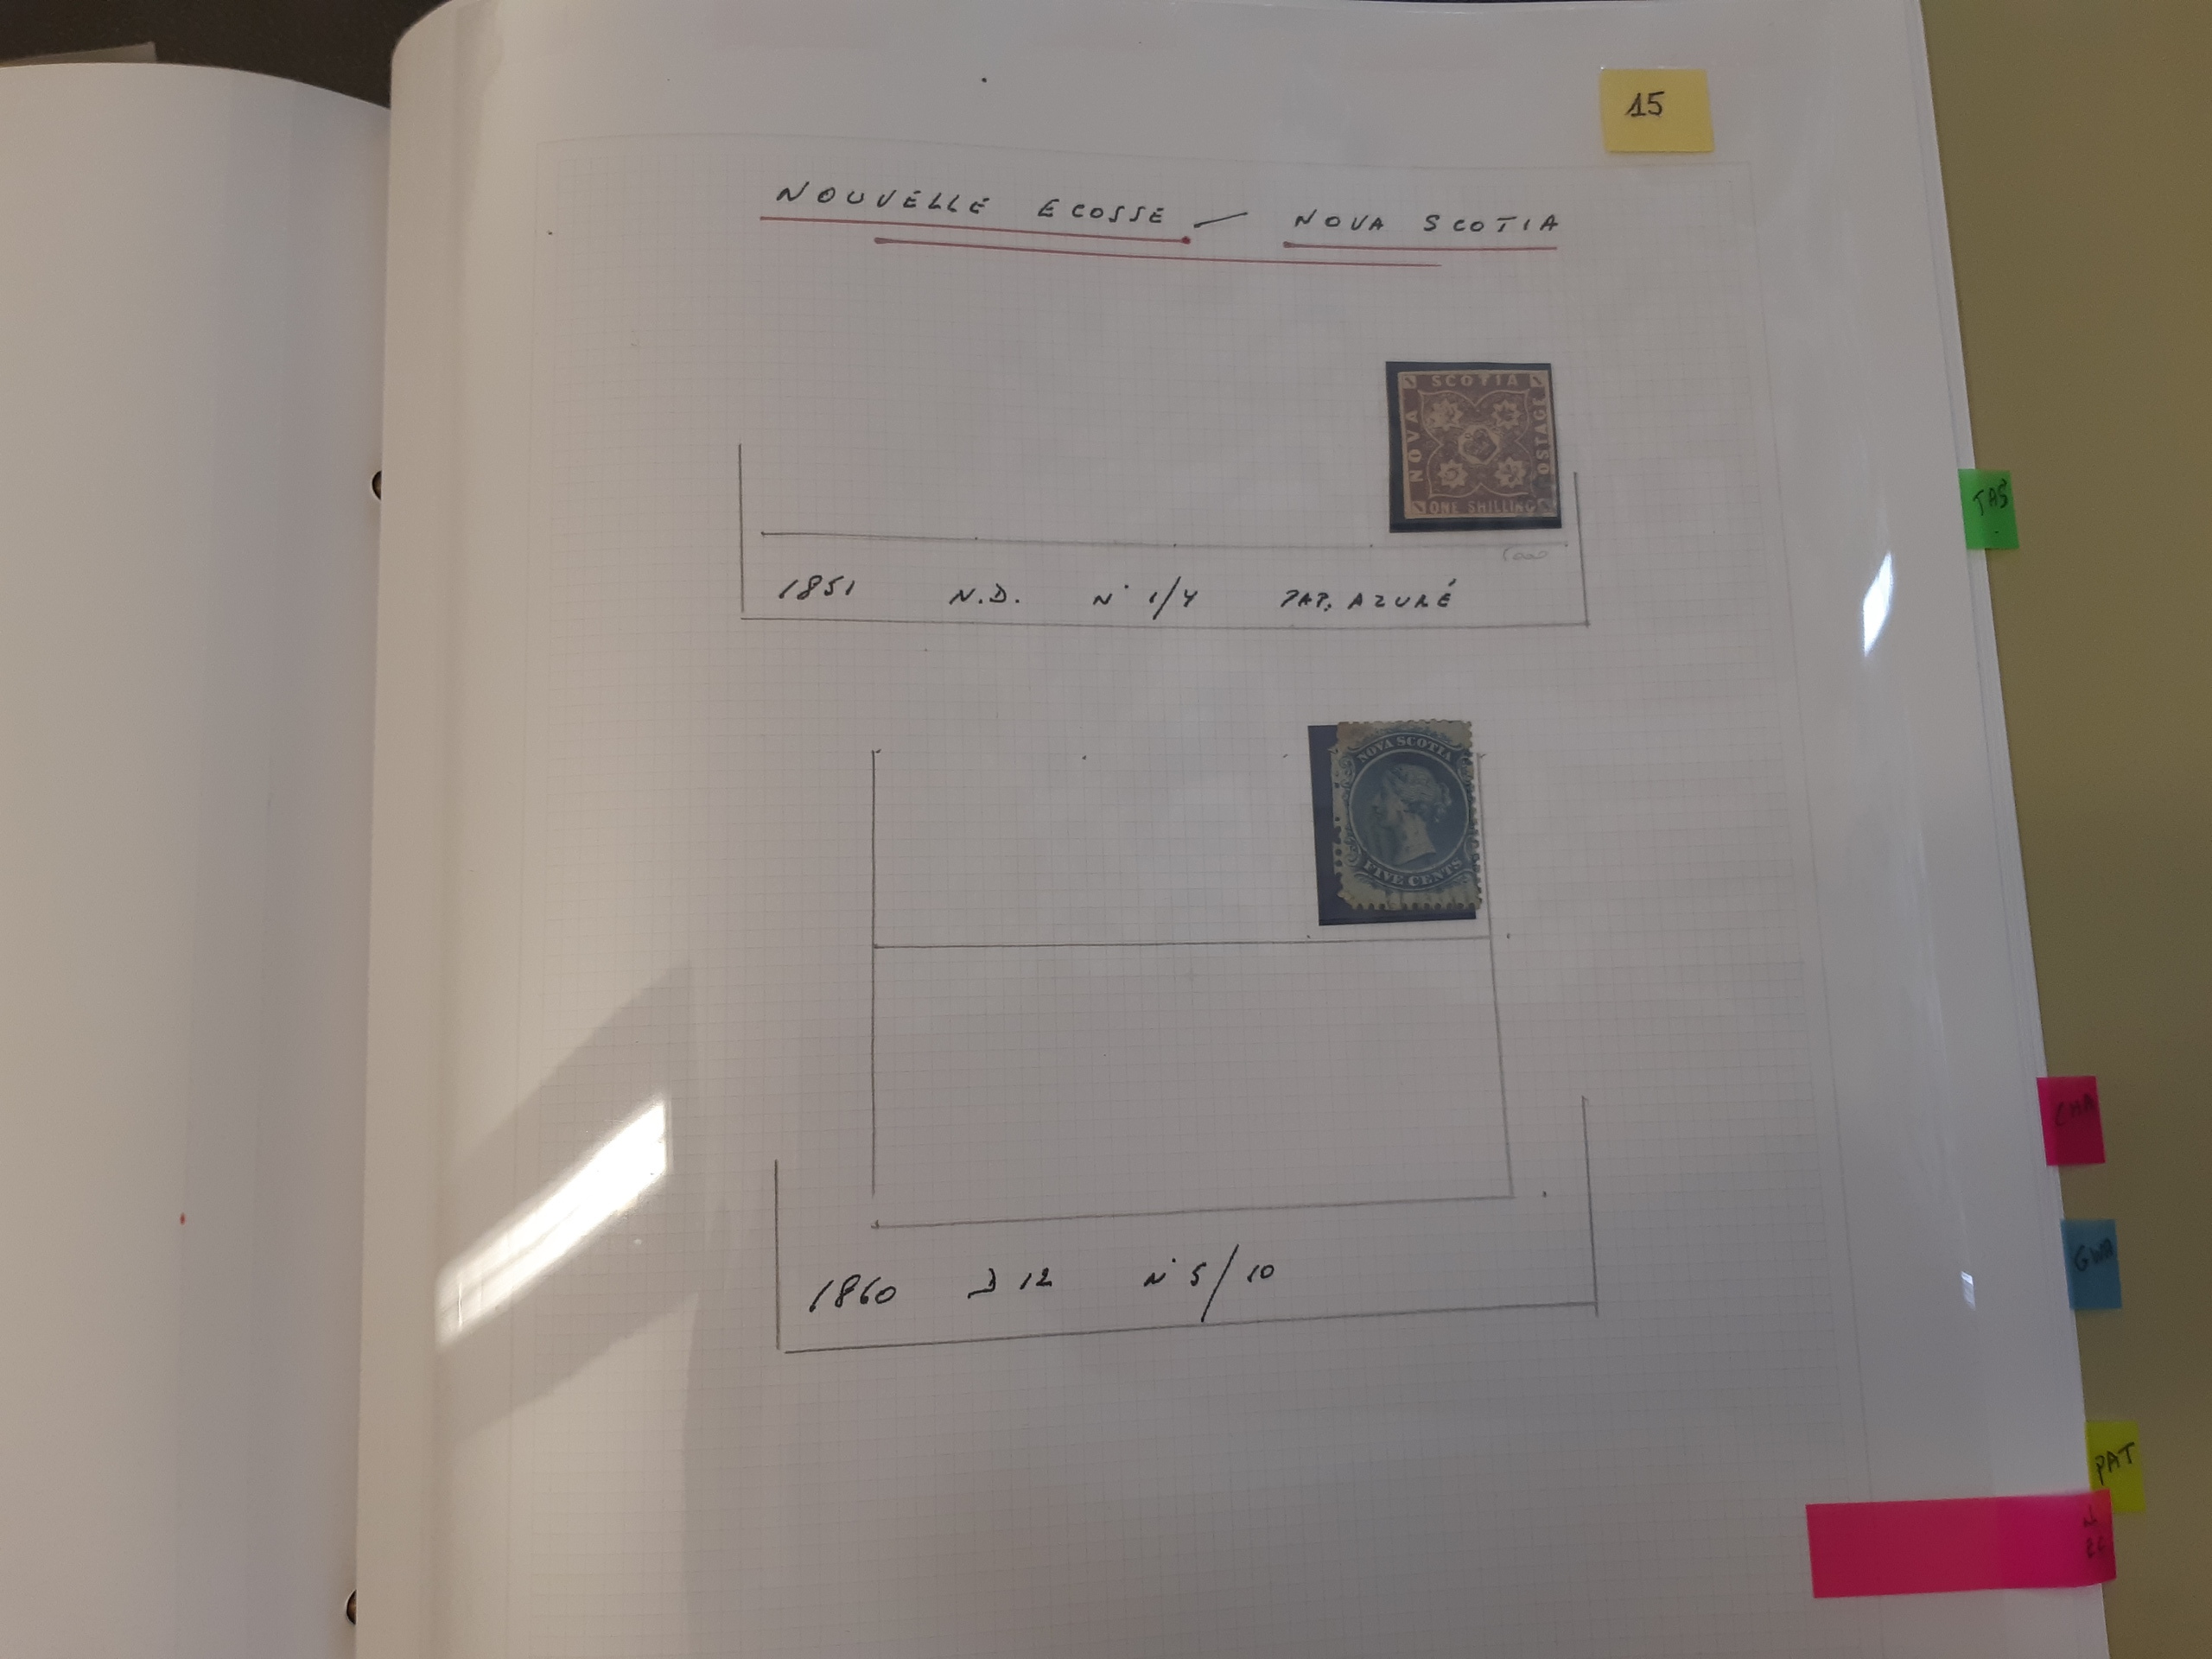 15
NOUVELLE ECOSSE — NOVA SCOTIA
SCOTIA
NOVA
POSTAGE
ONE SHILLING
1851 N.D. N° 1/4 PAP. AZURÉ
NOVA SCOTIA
FIVE CENTS
1860 D 12 N° 5/10
TAS
CHA
PAT